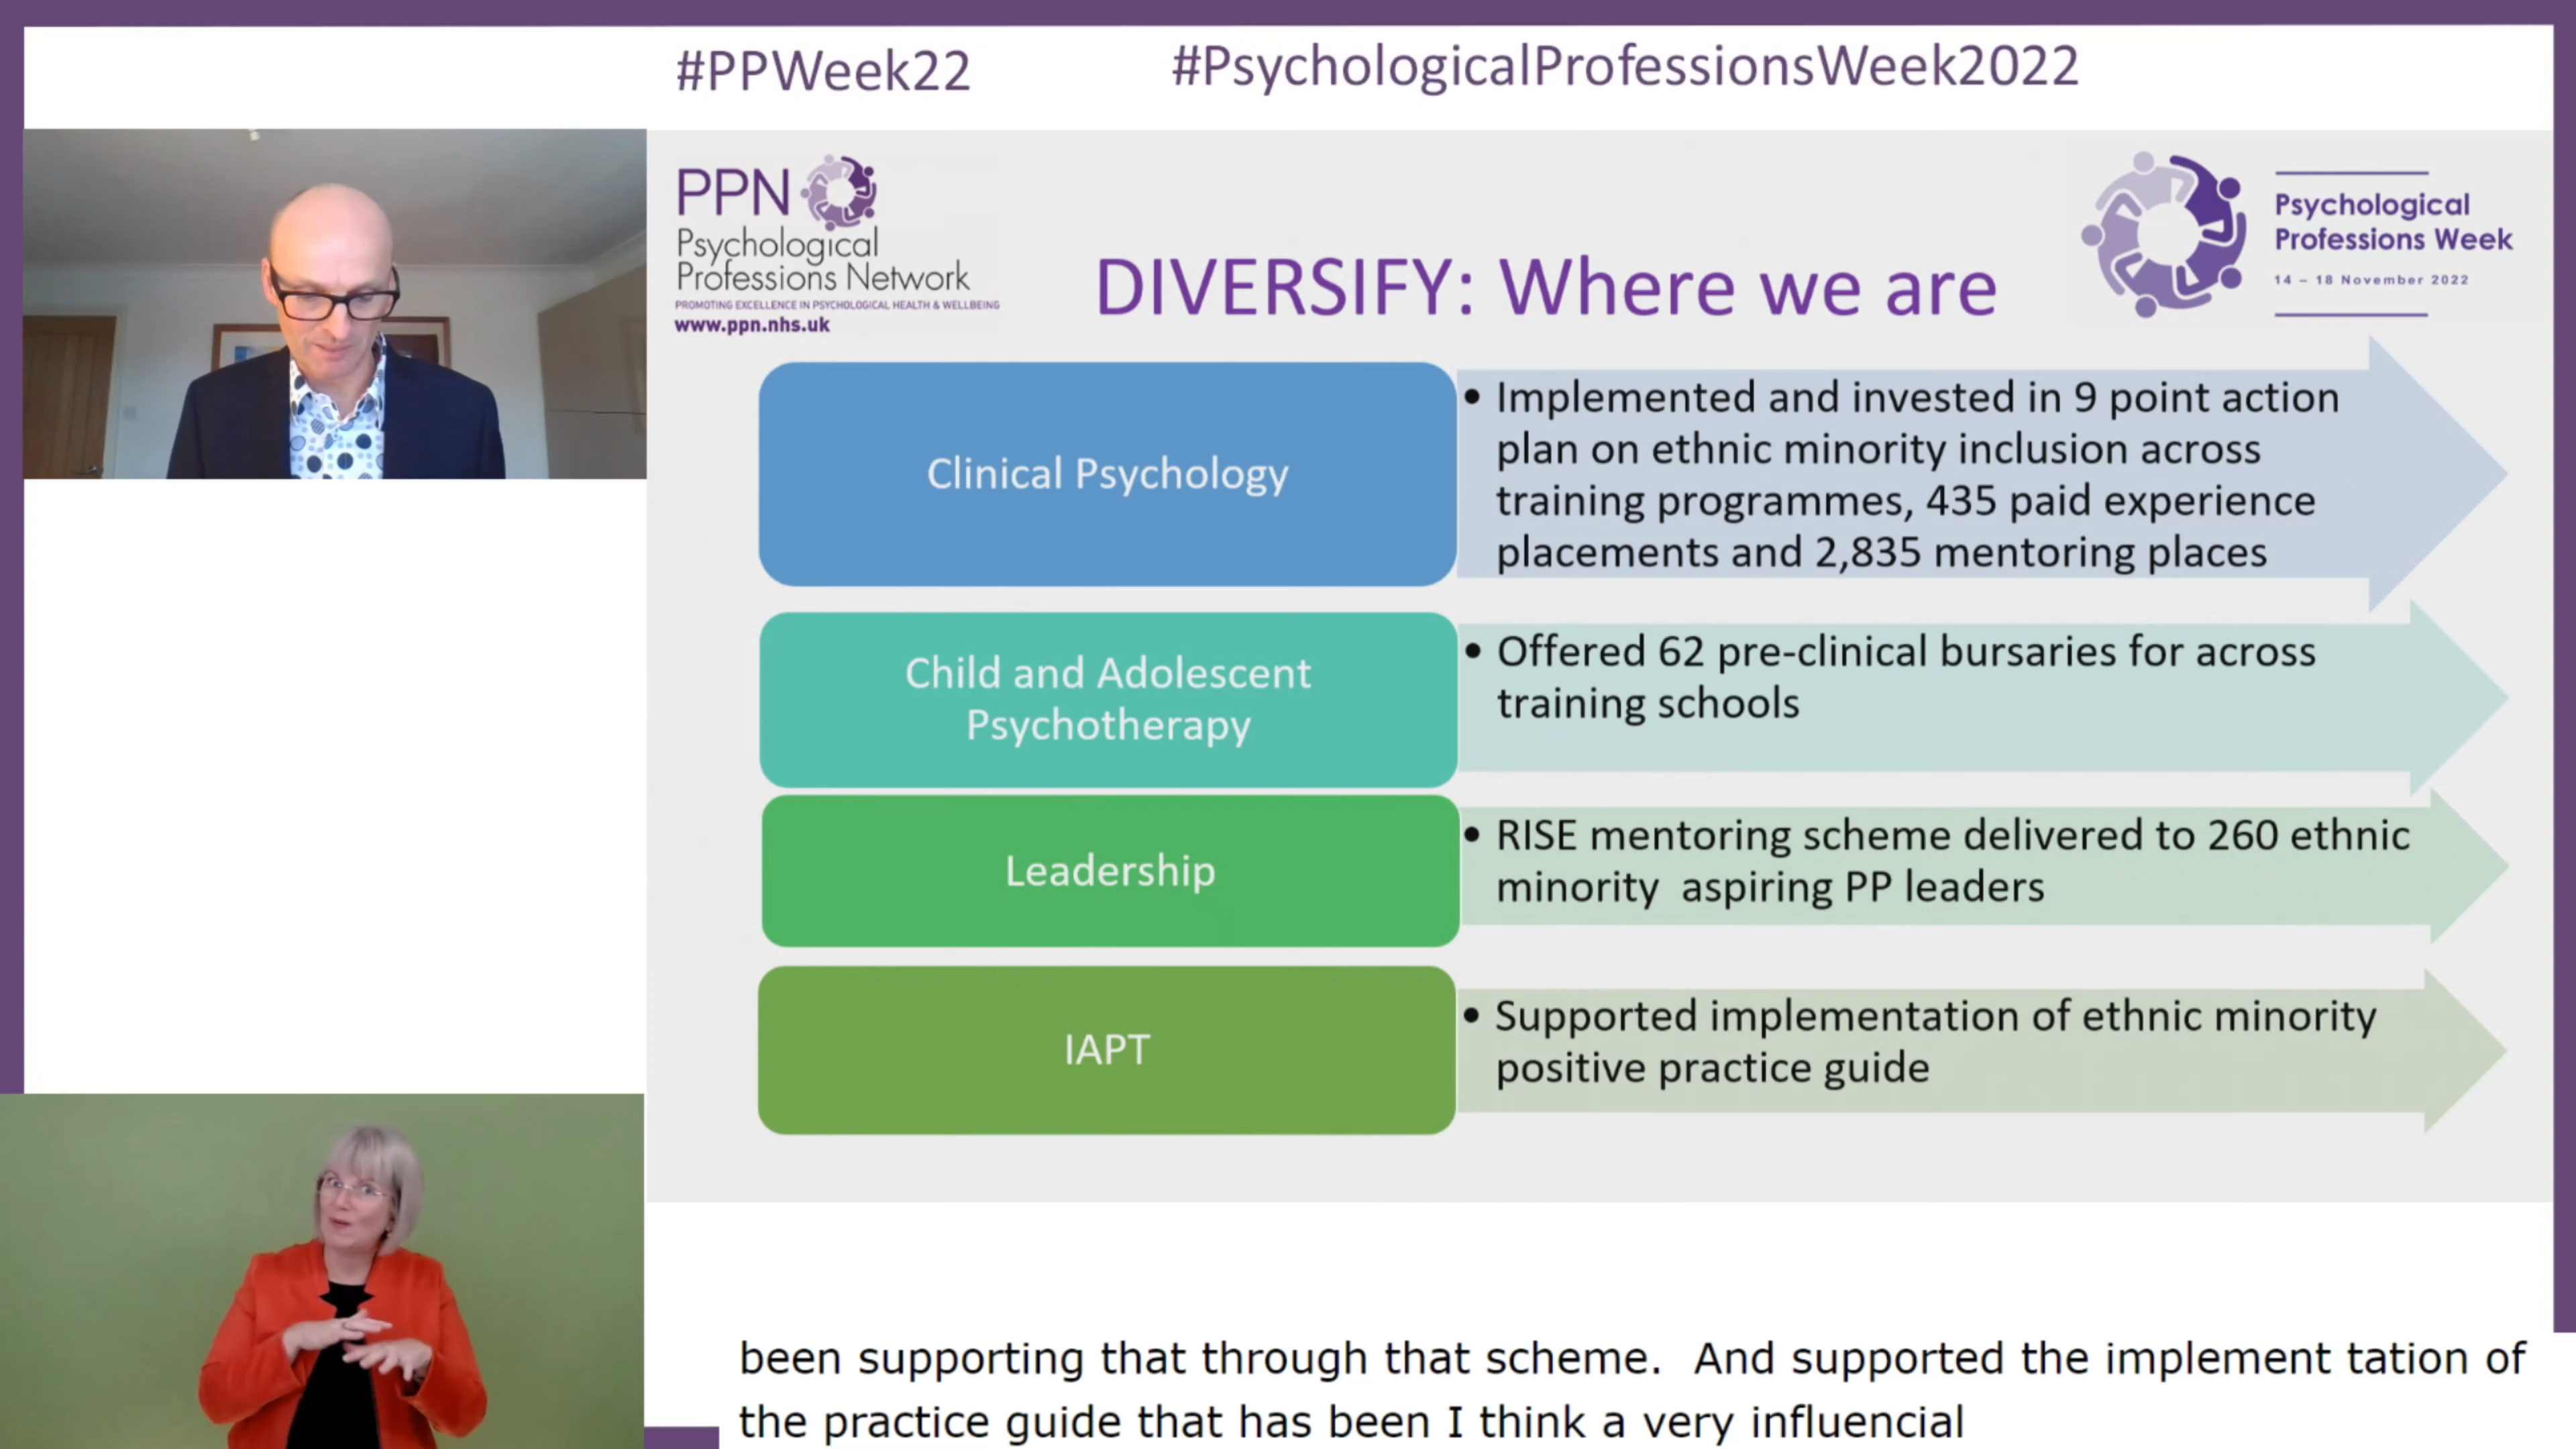 #PPWeek22
#PsychologicalProfessionsWeek2022
PPN
Psychological
Professions Network
PROMOTING EXCELLENCE IN PSYCHOLOGICAL HEALTH & WELLBEING
www.ppn.nhs.uk
DIVERSIFY: Where we are
Psychological
Professions Week
14 – 18 November 2022
Clinical Psychology
• Implemented and invested in 9 point action
plan on ethnic minority inclusion across
training programmes, 435 paid experience
placements and 2,835 mentoring places
Child and Adolescent
Psychotherapy
• Offered 62 pre-clinical bursaries for across
training schools
Leadership
• RISE mentoring scheme delivered to 260 ethnic
minority  aspiring PP leaders
IAPT
• Supported implementation of ethnic minority
positive practice guide
been supporting that through that scheme.  And supported the implement tation of
the practice guide that has been I think a very influencial